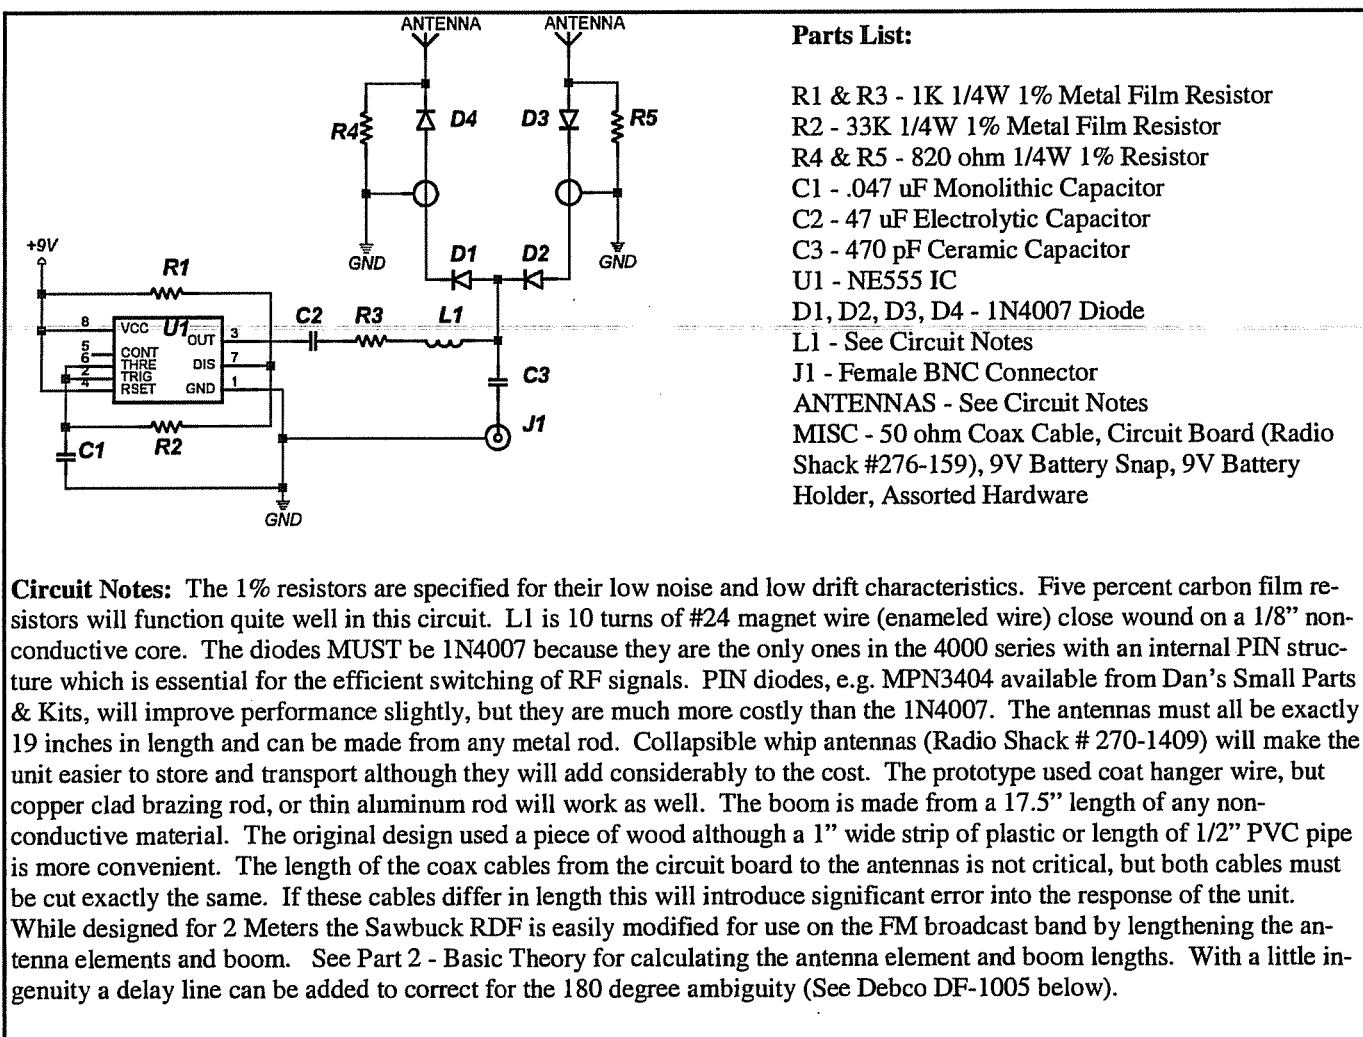 ANTENNA
ANTENNA
R4
D4
D3
R5
GND
D1
D2
GND
+9V
R1
8
VCC
U1
OUT
3
C2
R3
L1
5
CONT
6
THRE
DIS
7
2
TRIG
4
RSET
GND
1
C3
C1
R2
J1
GND
Parts List:
R1 & R3 - 1K 1/4W 1% Metal Film Resistor
R2 - 33K 1/4W 1% Metal Film Resistor
R4 & R5 - 820 ohm 1/4W 1% Resistor
C1 - .047 uF Monolithic Capacitor
C2 - 47 uF Electrolytic Capacitor
C3 - 470 pF Ceramic Capacitor
U1 - NE555 IC
D1, D2, D3, D4 - 1N4007 Diode
L1 - See Circuit Notes
J1 - Female BNC Connector
ANTENNAS - See Circuit Notes
MISC - 50 ohm Coax Cable, Circuit Board (Radio
Shack #276-159), 9V Battery Snap, 9V Battery
Holder, Assorted Hardware
Circuit Notes: The 1% resistors are specified for their low noise and low drift characteristics. Five percent carbon film re-
sistors will function quite well in this circuit. L1 is 10 turns of #24 magnet wire (enameled wire) close wound on a 1/8” non-
conductive core. The diodes MUST be 1N4007 because they are the only ones in the 4000 series with an internal PIN struc-
ture which is essential for the efficient switching of RF signals. PIN diodes, e.g. MPN3404 available from Dan's Small Parts
& Kits, will improve performance slightly, but they are much more costly than the 1N4007. The antennas must all be exactly
19 inches in length and can be made from any metal rod. Collapsible whip antennas (Radio Shack # 270-1409) will make the
unit easier to store and transport although they will add considerably to the cost. The prototype used coat hanger wire, but
copper clad brazing rod, or thin aluminum rod will work as well. The boom is made from a 17.5” length of any non-
conductive material. The original design used a piece of wood although a 1” wide strip of plastic or length of 1/2” PVC pipe
is more convenient. The length of the coax cables from the circuit board to the antennas is not critical, but both cables must
be cut exactly the same. If these cables differ in length this will introduce significant error into the response of the unit.
While designed for 2 Meters the Sawbuck RDF is easily modified for use on the FM broadcast band by lengthening the an-
tenna elements and boom. See Part 2 - Basic Theory for calculating the antenna element and boom lengths. With a little in-
genuity a delay line can be added to correct for the 180 degree ambiguity (See Debco DF-1005 below).